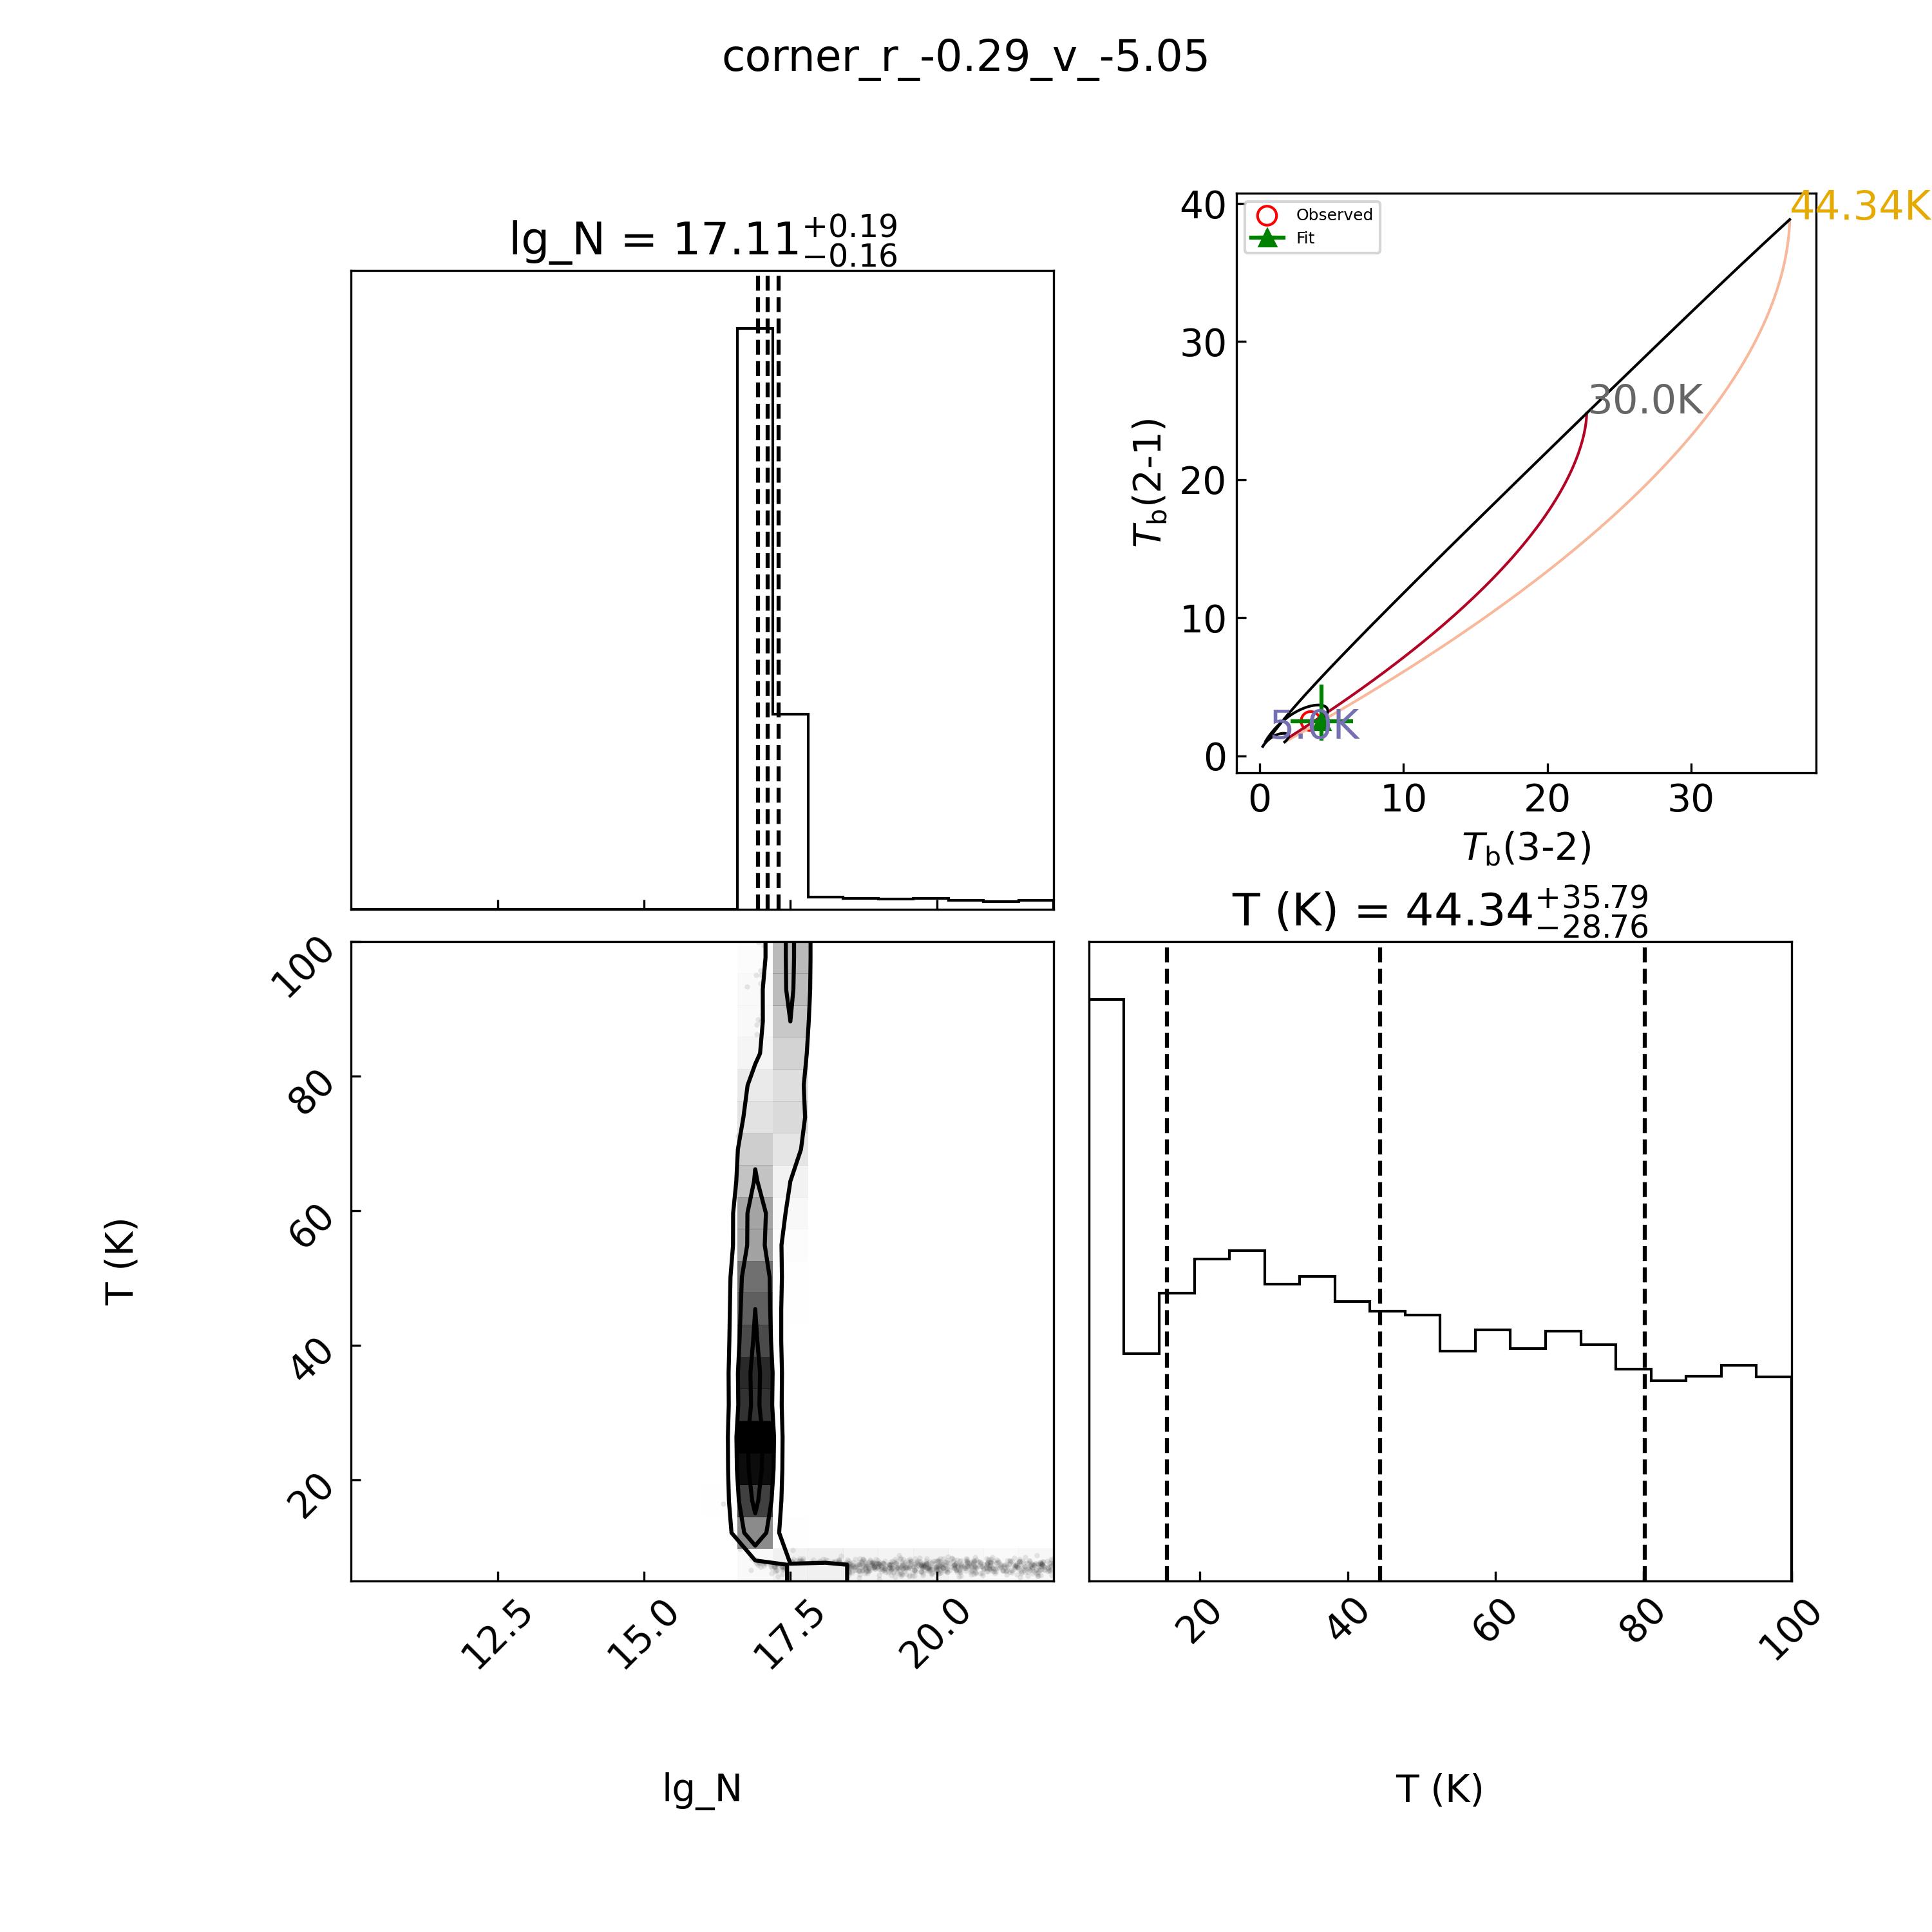 corner_r_-0.29_v_-5.05
lg_N = 17.11+0.19−0.16
40
30
20
10
0
Tb(2-1)
Observed
Fit
44.34K
30.0K
5.0K
0 10 20 30
Tb(3-2)
T (K) = 44.34+35.79−28.76
100
80
60
40
20
T (K)
12.5 15.0 17.5 20.0
lg_N
20 40 60 80 100
T (K)